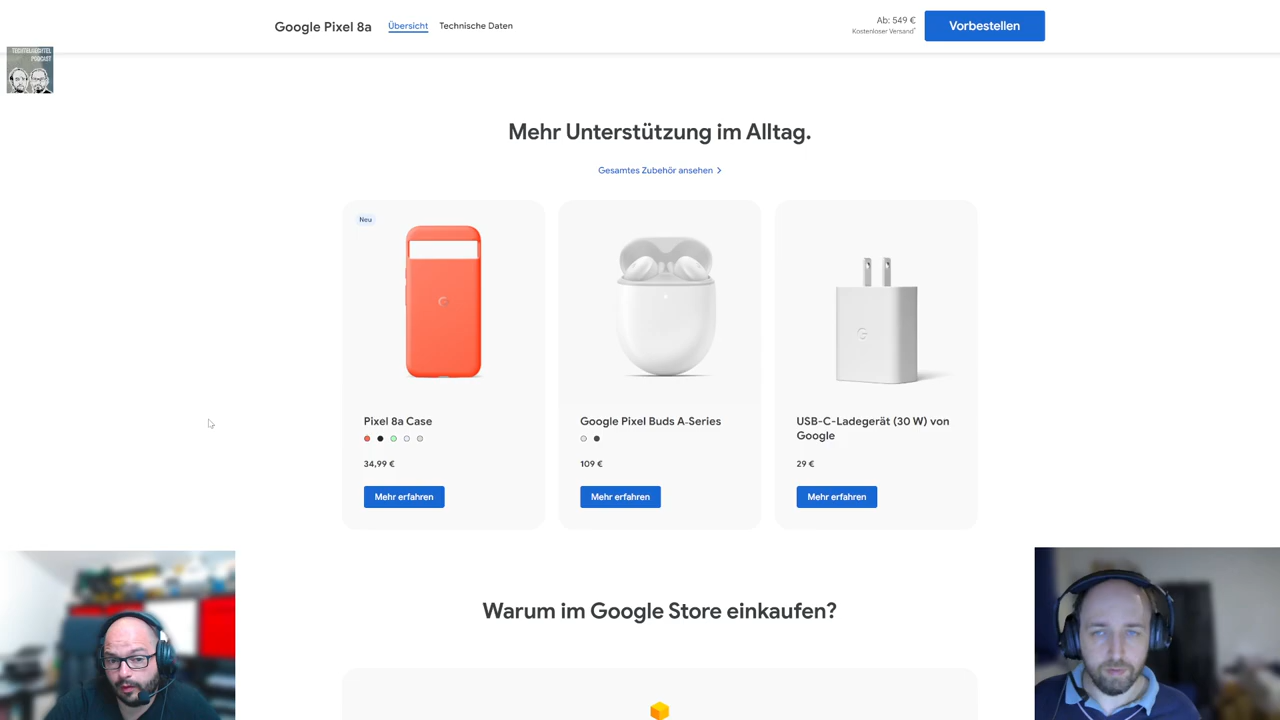 Google Pixel 8a
Übersicht
Technische Daten
Ab: 549 €
Kostenloser Versand*
Vorbestellen
TECHTELMECHTEL
PODCAST
Mehr Unterstützung im Alltag.
Gesamtes Zubehör ansehen
Neu
Pixel 8a Case
34,99 €
Mehr erfahren
Google Pixel Buds A-Series
109 €
Mehr erfahren
USB-C-Ladegerät (30 W) von
Google
29 €
Mehr erfahren
Warum im Google Store einkaufen?